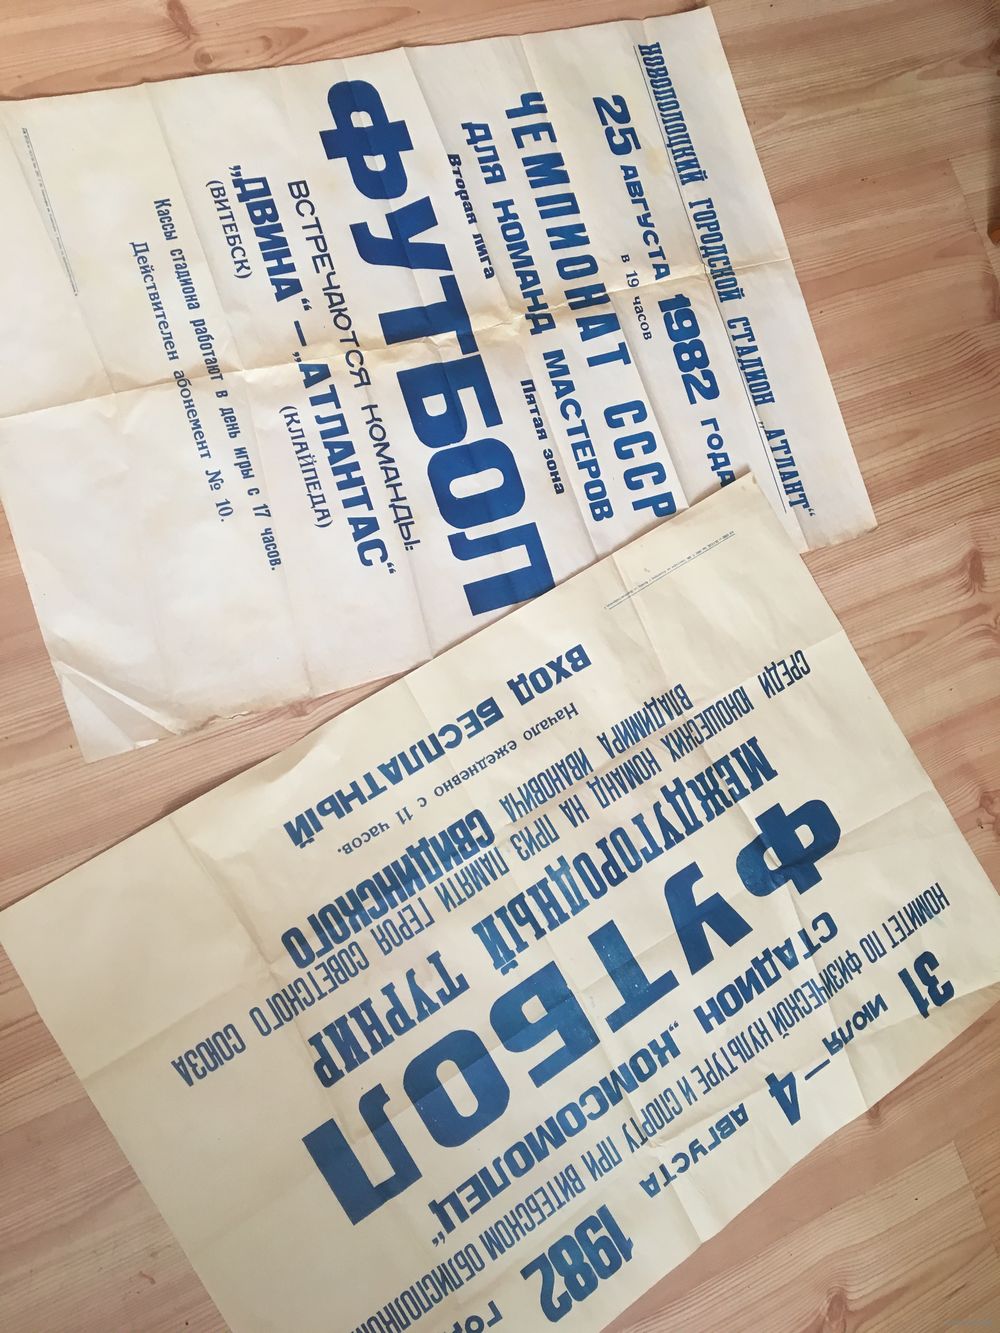 НОВОПОЛОЦКИЙ ГОРОДСКОЙ СТАДИОН „АТЛАНТ“
25 АВГУСТА 1982 ГОДА
в 19 часов
ЧЕМПИОНАТ СССР
ДЛЯ КОМАНД МАСТЕРОВ
Вторая лига Пятая зона
ФУТБОЛ
ВСТРЕЧАЮТСЯ КОМАНДЫ:
„ДВИНА“ — „АТЛАНТАС“
(ВИТЕБСК) (КЛАЙПЕДА)
Кассы стадиона работают в день игры с 17 часов.
Действителен абонемент № 10.
КОМИТЕТ ПО ФИЗИЧЕСКОЙ КУЛЬТУРЕ И СПОРТУ ПРИ ВИТЕБСКОМ
31 ИЮЛЯ — 4 АВГУСТА 1982
СТАДИОН „КОМСОМОЛЕЦ“
ФУТБОЛ
МЕЖДУГОРОДНЫЙ ТУРНИР
СРЕДИ ЮНОШЕСКИХ КОМАНД НА ПРИЗ ПАМЯТИ ГЕРОЯ СОВЕТСКОГО СОЮЗА
ВЛАДИМИРА ИВАНОВИЧА СВИДИНСКОГО
Начало ежедневно с 11 часов.
ВХОД БЕСПЛАТНЫЙ